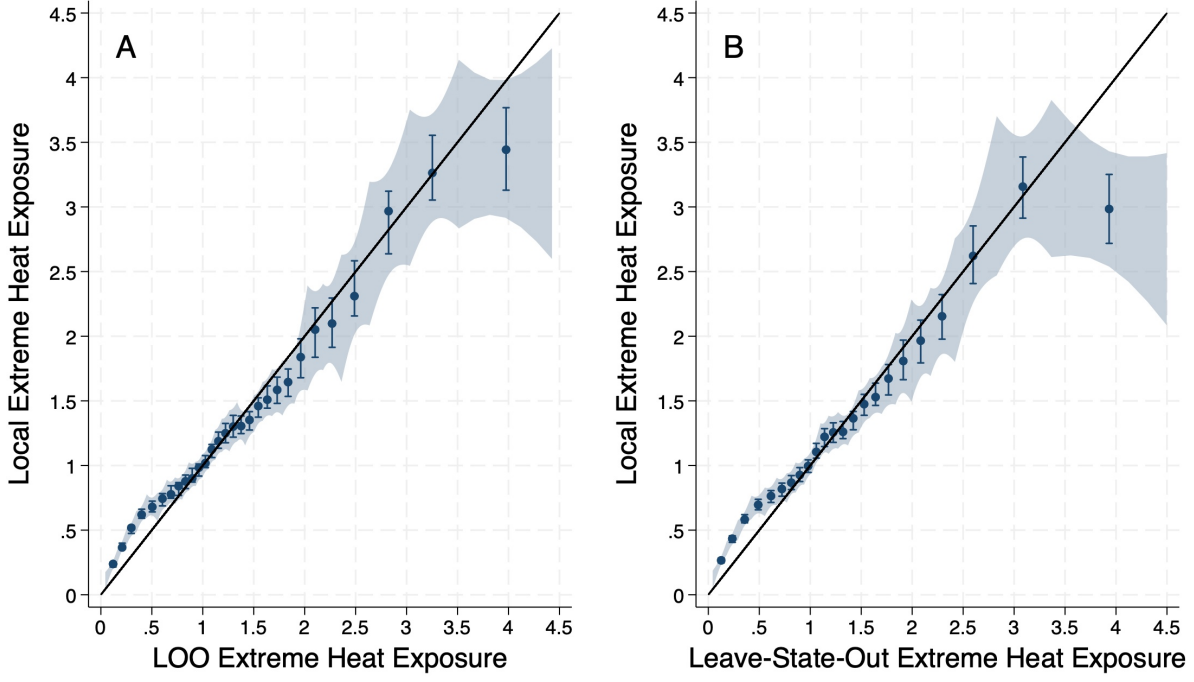 A
Local Extreme Heat Exposure
4.5
4
3.5
3
2.5
2
1.5
1
.5
0
0 .5 1 1.5 2 2.5 3 3.5 4 4.5
LOO Extreme Heat Exposure
B
Local Extreme Heat Exposure
4.5
4
3.5
3
2.5
2
1.5
1
.5
0
0 .5 1 1.5 2 2.5 3 3.5 4 4.5
Leave-State-Out Extreme Heat Exposure